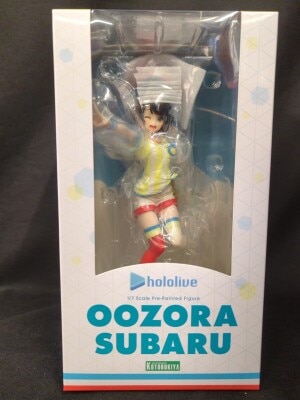 hololive
1/7 Scale Pre-Painted Figure
OOZORA
SUBARU
KOTOBUKIYA